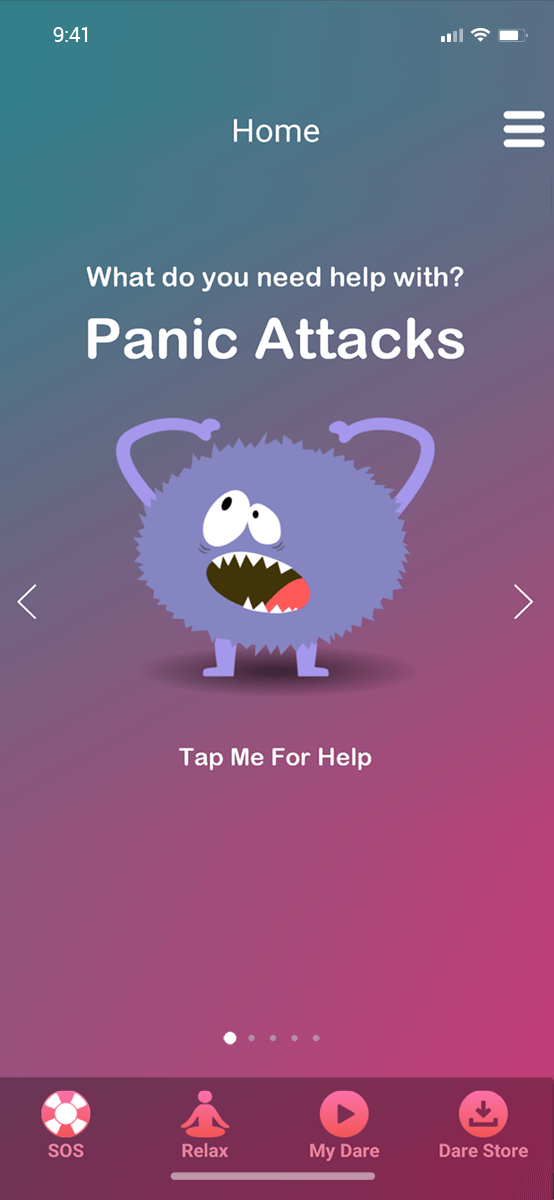 9:41
Home
What do you need help with?
Panic Attacks
Tap Me For Help
SOS
Relax
My Dare
Dare Store